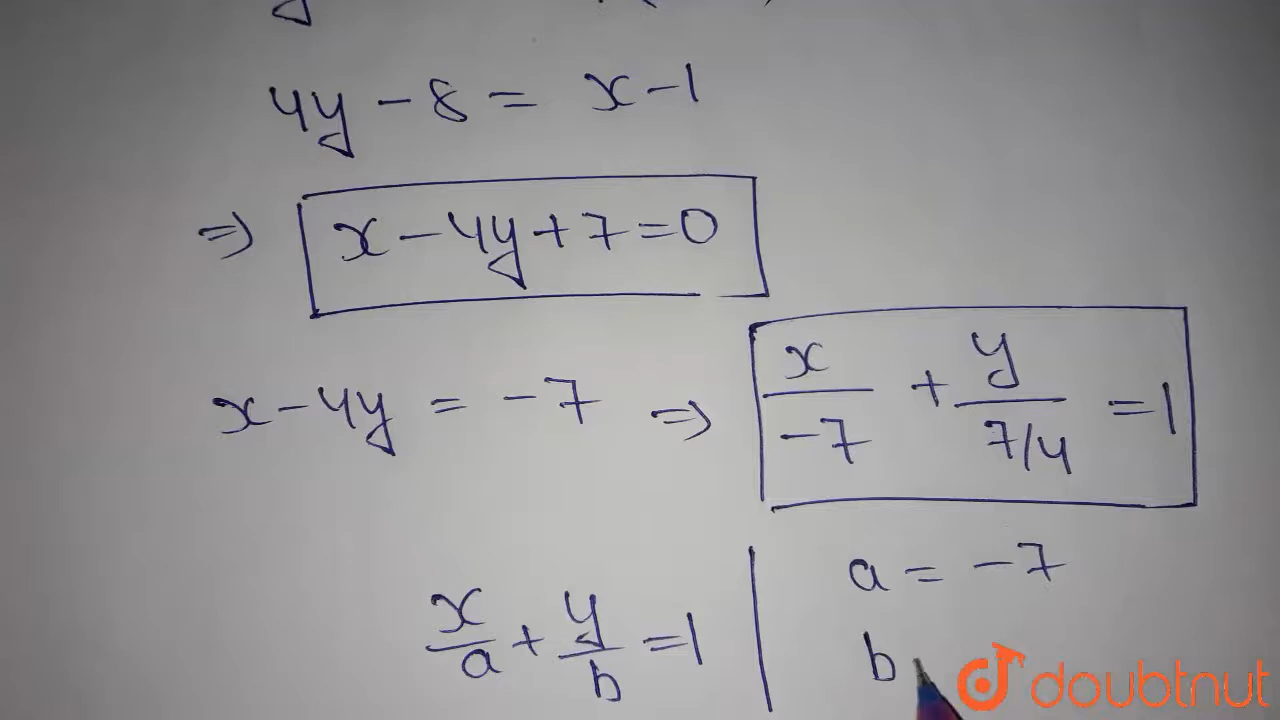 4y - 8 = x - 1
⇒ x - 4y + 7 = 0
x - 4y = -7 ⇒ x/-7 + y/7/4 = 1
x/a + y/b = 1
a = -7
b
doubtnut